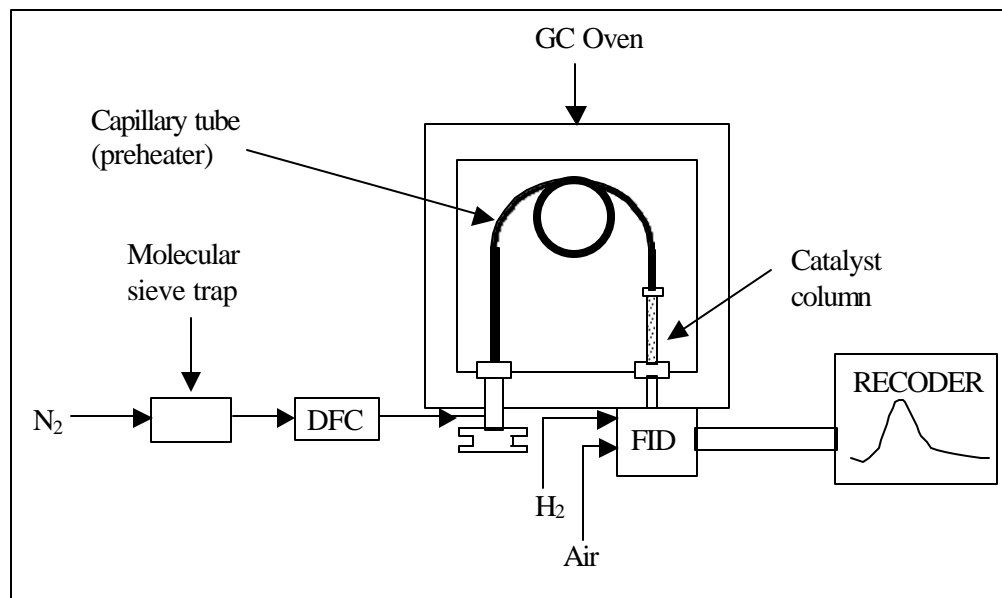 GC Oven
Capillary tube
(preheater)
Molecular
sieve trap
Catalyst
column
RECODER
N₂
DFC
FID
H₂
Air